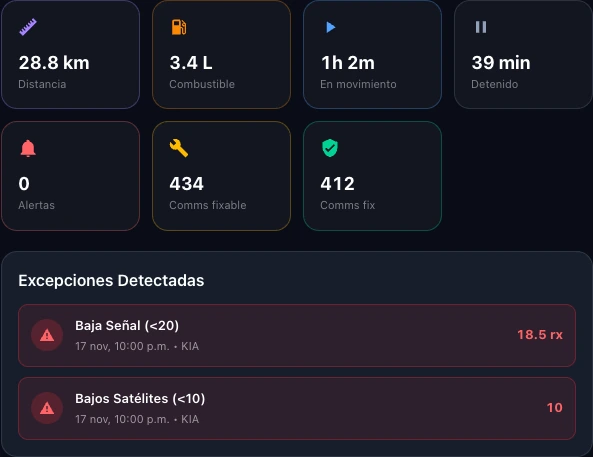 28.8 km
Distancia
3.4 L
Combustible
1h 2m
En movimiento
39 min
Detenido
0
Alertas
434
Comms fixable
412
Comms fix
Excepciones Detectadas
Baja Señal (<20)
17 nov, 10:00 p.m. • KIA
18.5 rx
Bajos Satélites (<10)
17 nov, 10:00 p.m. • KIA
10